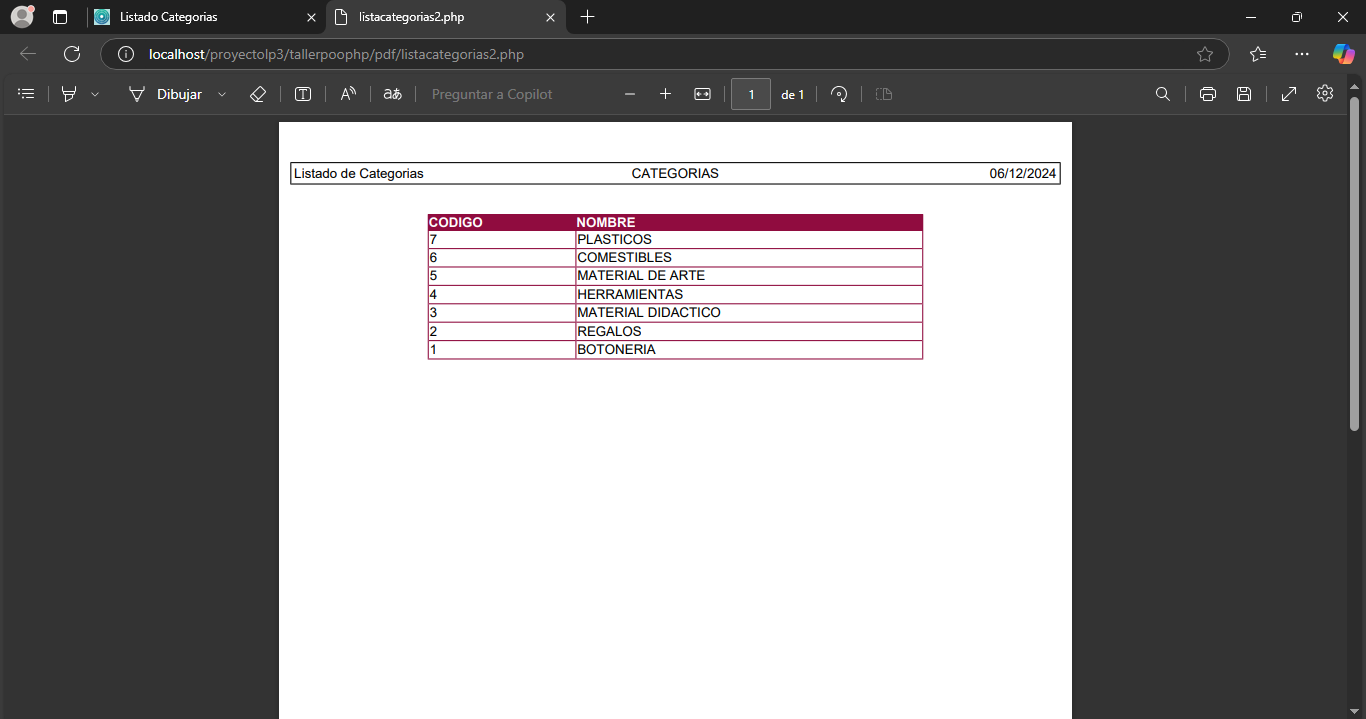 Listado Categorias
listacategorias2.php
localhost/proyectolp3/tallerpoophp/pdf/listacategorias2.php
Dibujar
aあ
Preguntar a Copilot
1
de 1
Listado de Categorias CATEGORIAS 06/12/2024
CODIGO NOMBRE
7 PLASTICOS
6 COMESTIBLES
5 MATERIAL DE ARTE
4 HERRAMIENTAS
3 MATERIAL DIDACTICO
2 REGALOS
1 BOTONERIA